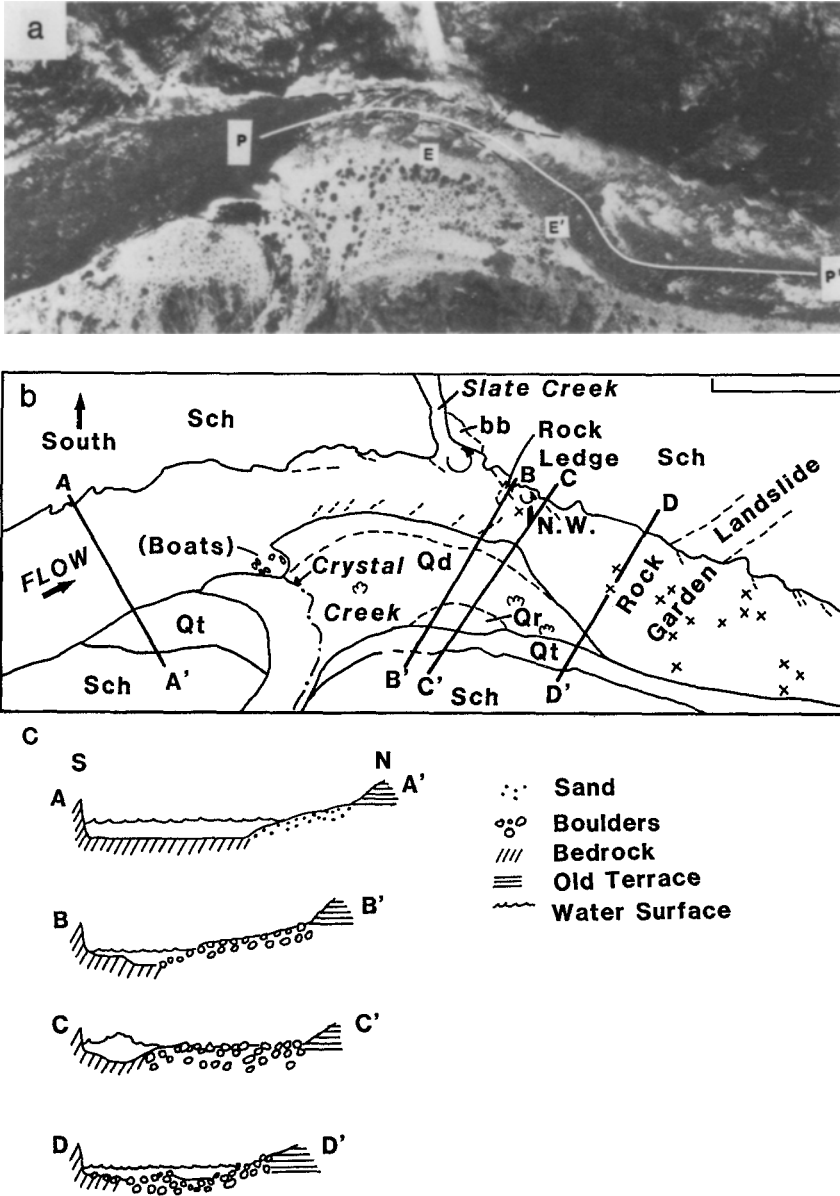 a
P
E
E'
P'
b
South
Sch
Slate Creek
bb
Rock
Ledge
Sch
A
B
C
D
N.W.
Landslide
FLOW
(Boats)
Crystal
Creek
Qd
Rock
Garden
Qt
Qr
Qt
Sch
A'
B'
C'
Sch
D'
C
S
N
A
A'
B
B'
C
C'
D
D'
Sand
Boulders
Bedrock
Old Terrace
Water Surface